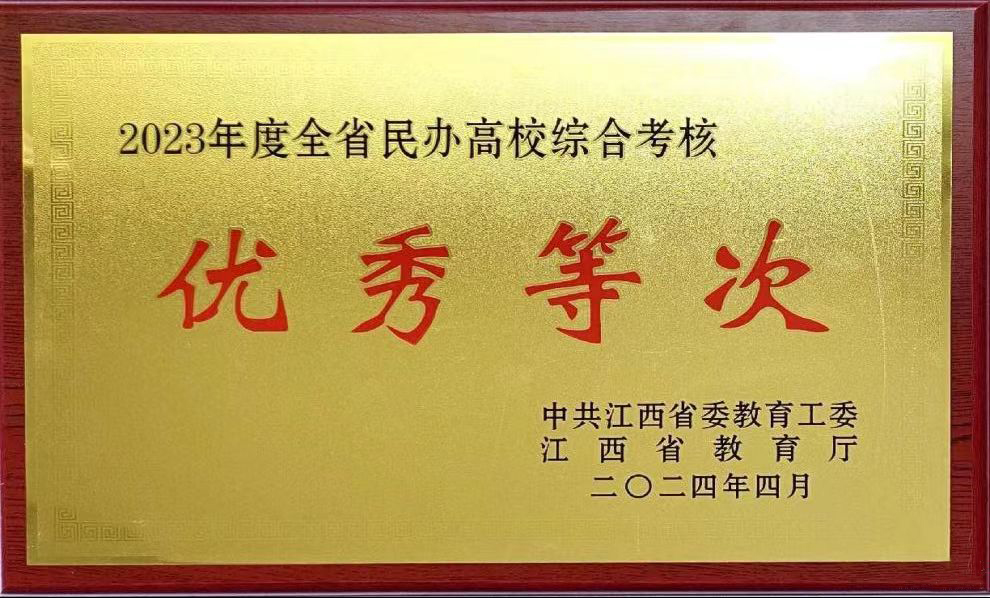 2023年度全省民办高校综合考核
优秀等次
中共江西省委教育工委
江西省教育厅
二〇二四年四月